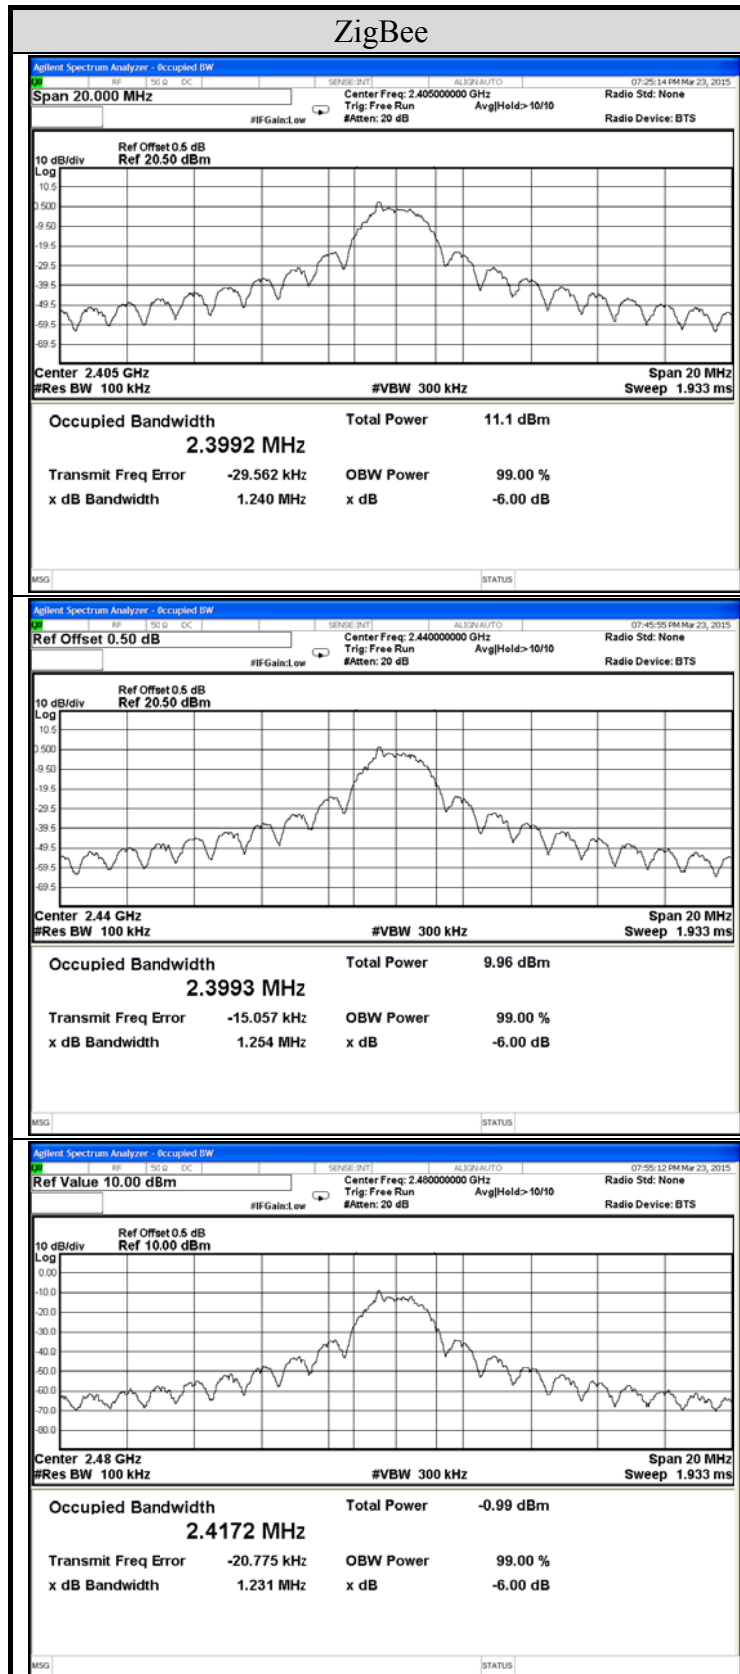 ZigBee
Agilent Spectrum Analyzer - Occupied BW
RF 50 Ω DC SENSE:INT ALIGN AUTO 07:25:14 PM Mar 23, 2015
Span 20.000 MHz Center Freq: 2.405000000 GHz Radio Std: None
Trig: Free Run Avg|Hold:> 10/10
#IFGain:Low #Atten: 20 dB Radio Device: BTS
Ref Offset 0.5 dB
10 dB/div Ref 20.50 dBm
Log
10.5
0.500
-9.50
-19.5
-29.5
-39.5
-49.5
-59.5
-69.5
Center 2.405 GHz Span 20 MHz
#Res BW 100 kHz #VBW 300 kHz Sweep 1.933 ms
Occupied Bandwidth Total Power 11.1 dBm
2.3992 MHz
Transmit Freq Error -29.562 kHz OBW Power 99.00 %
x dB Bandwidth 1.240 MHz x dB -6.00 dB
MSG STATUS
Agilent Spectrum Analyzer - Occupied BW
RF 50 Ω DC SENSE:INT ALIGN AUTO 07:45:55 PM Mar 23, 2015
Ref Offset 0.50 dB Center Freq: 2.440000000 GHz Radio Std: None
Trig: Free Run Avg|Hold:> 10/10
#IFGain:Low #Atten: 20 dB Radio Device: BTS
Ref Offset 0.5 dB
10 dB/div Ref 20.50 dBm
Log
10.5
0.500
-9.50
-19.5
-29.5
-39.5
-49.5
-59.5
-69.5
Center 2.44 GHz Span 20 MHz
#Res BW 100 kHz #VBW 300 kHz Sweep 1.933 ms
Occupied Bandwidth Total Power 9.96 dBm
2.3993 MHz
Transmit Freq Error -15.057 kHz OBW Power 99.00 %
x dB Bandwidth 1.254 MHz x dB -6.00 dB
MSG STATUS
Agilent Spectrum Analyzer - Occupied BW
RF 50 Ω DC SENSE:INT ALIGN AUTO 07:55:12 PM Mar 23, 2015
Ref Value 10.00 dBm Center Freq: 2.480000000 GHz Radio Std: None
Trig: Free Run Avg|Hold:> 10/10
#IFGain:Low #Atten: 20 dB Radio Device: BTS
Ref Offset 0.5 dB
10 dB/div Ref 10.00 dBm
Log
0.00
-10.0
-20.0
-30.0
-40.0
-50.0
-60.0
-70.0
-80.0
Center 2.48 GHz Span 20 MHz
#Res BW 100 kHz #VBW 300 kHz Sweep 1.933 ms
Occupied Bandwidth Total Power -0.99 dBm
2.4172 MHz
Transmit Freq Error -20.775 kHz OBW Power 99.00 %
x dB Bandwidth 1.231 MHz x dB -6.00 dB
MSG STATUS